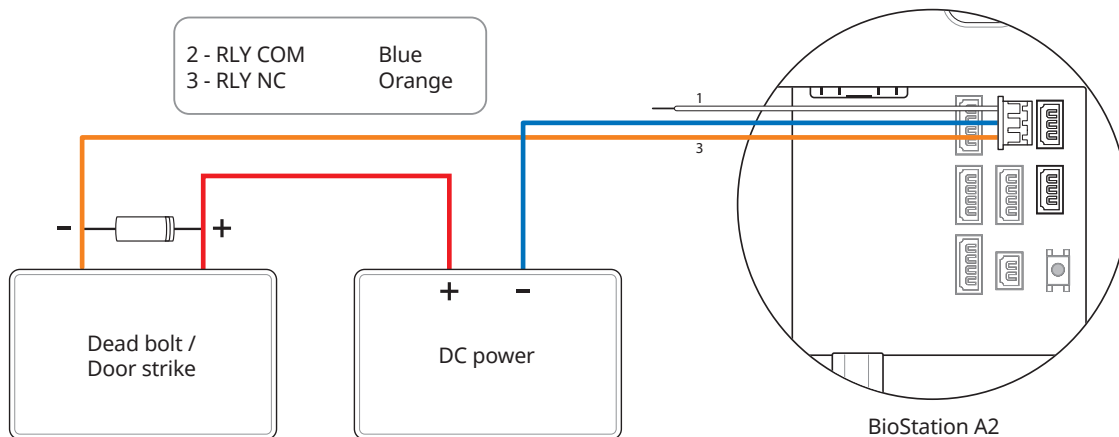 2 - RLY COM Blue
3 - RLY NC Orange
1
3
- +
+ -
Dead bolt /
Door strike
DC power
BioStation A2